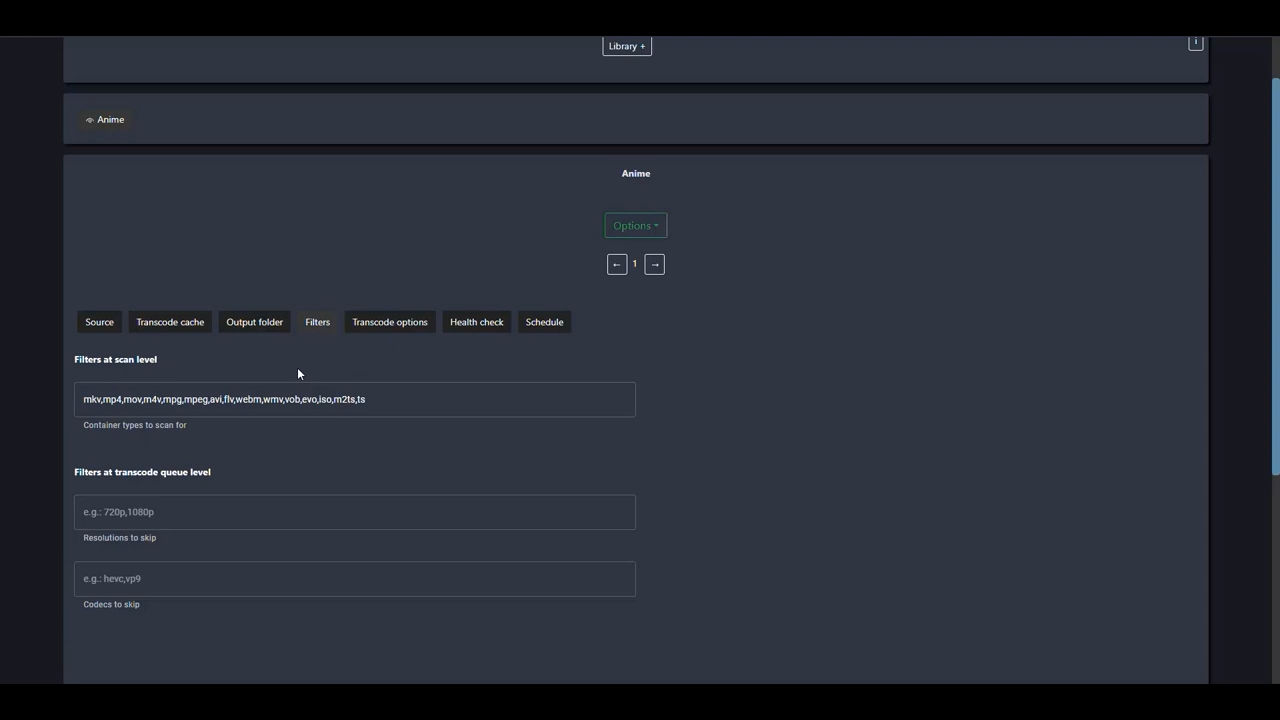 Library +
i
Anime
Anime
Options
← 1 →
Source Transcode cache Output folder Filters Transcode options Health check Schedule
Filters at scan level
mkv,mp4,mov,m4v,mpg,mpeg,avi,flv,webm,wmv,vob,evo,iso,m2ts,ts
Container types to scan for
Filters at transcode queue level
e.g.: 720p,1080p
Resolutions to skip
e.g.: hevc,vp9
Codecs to skip